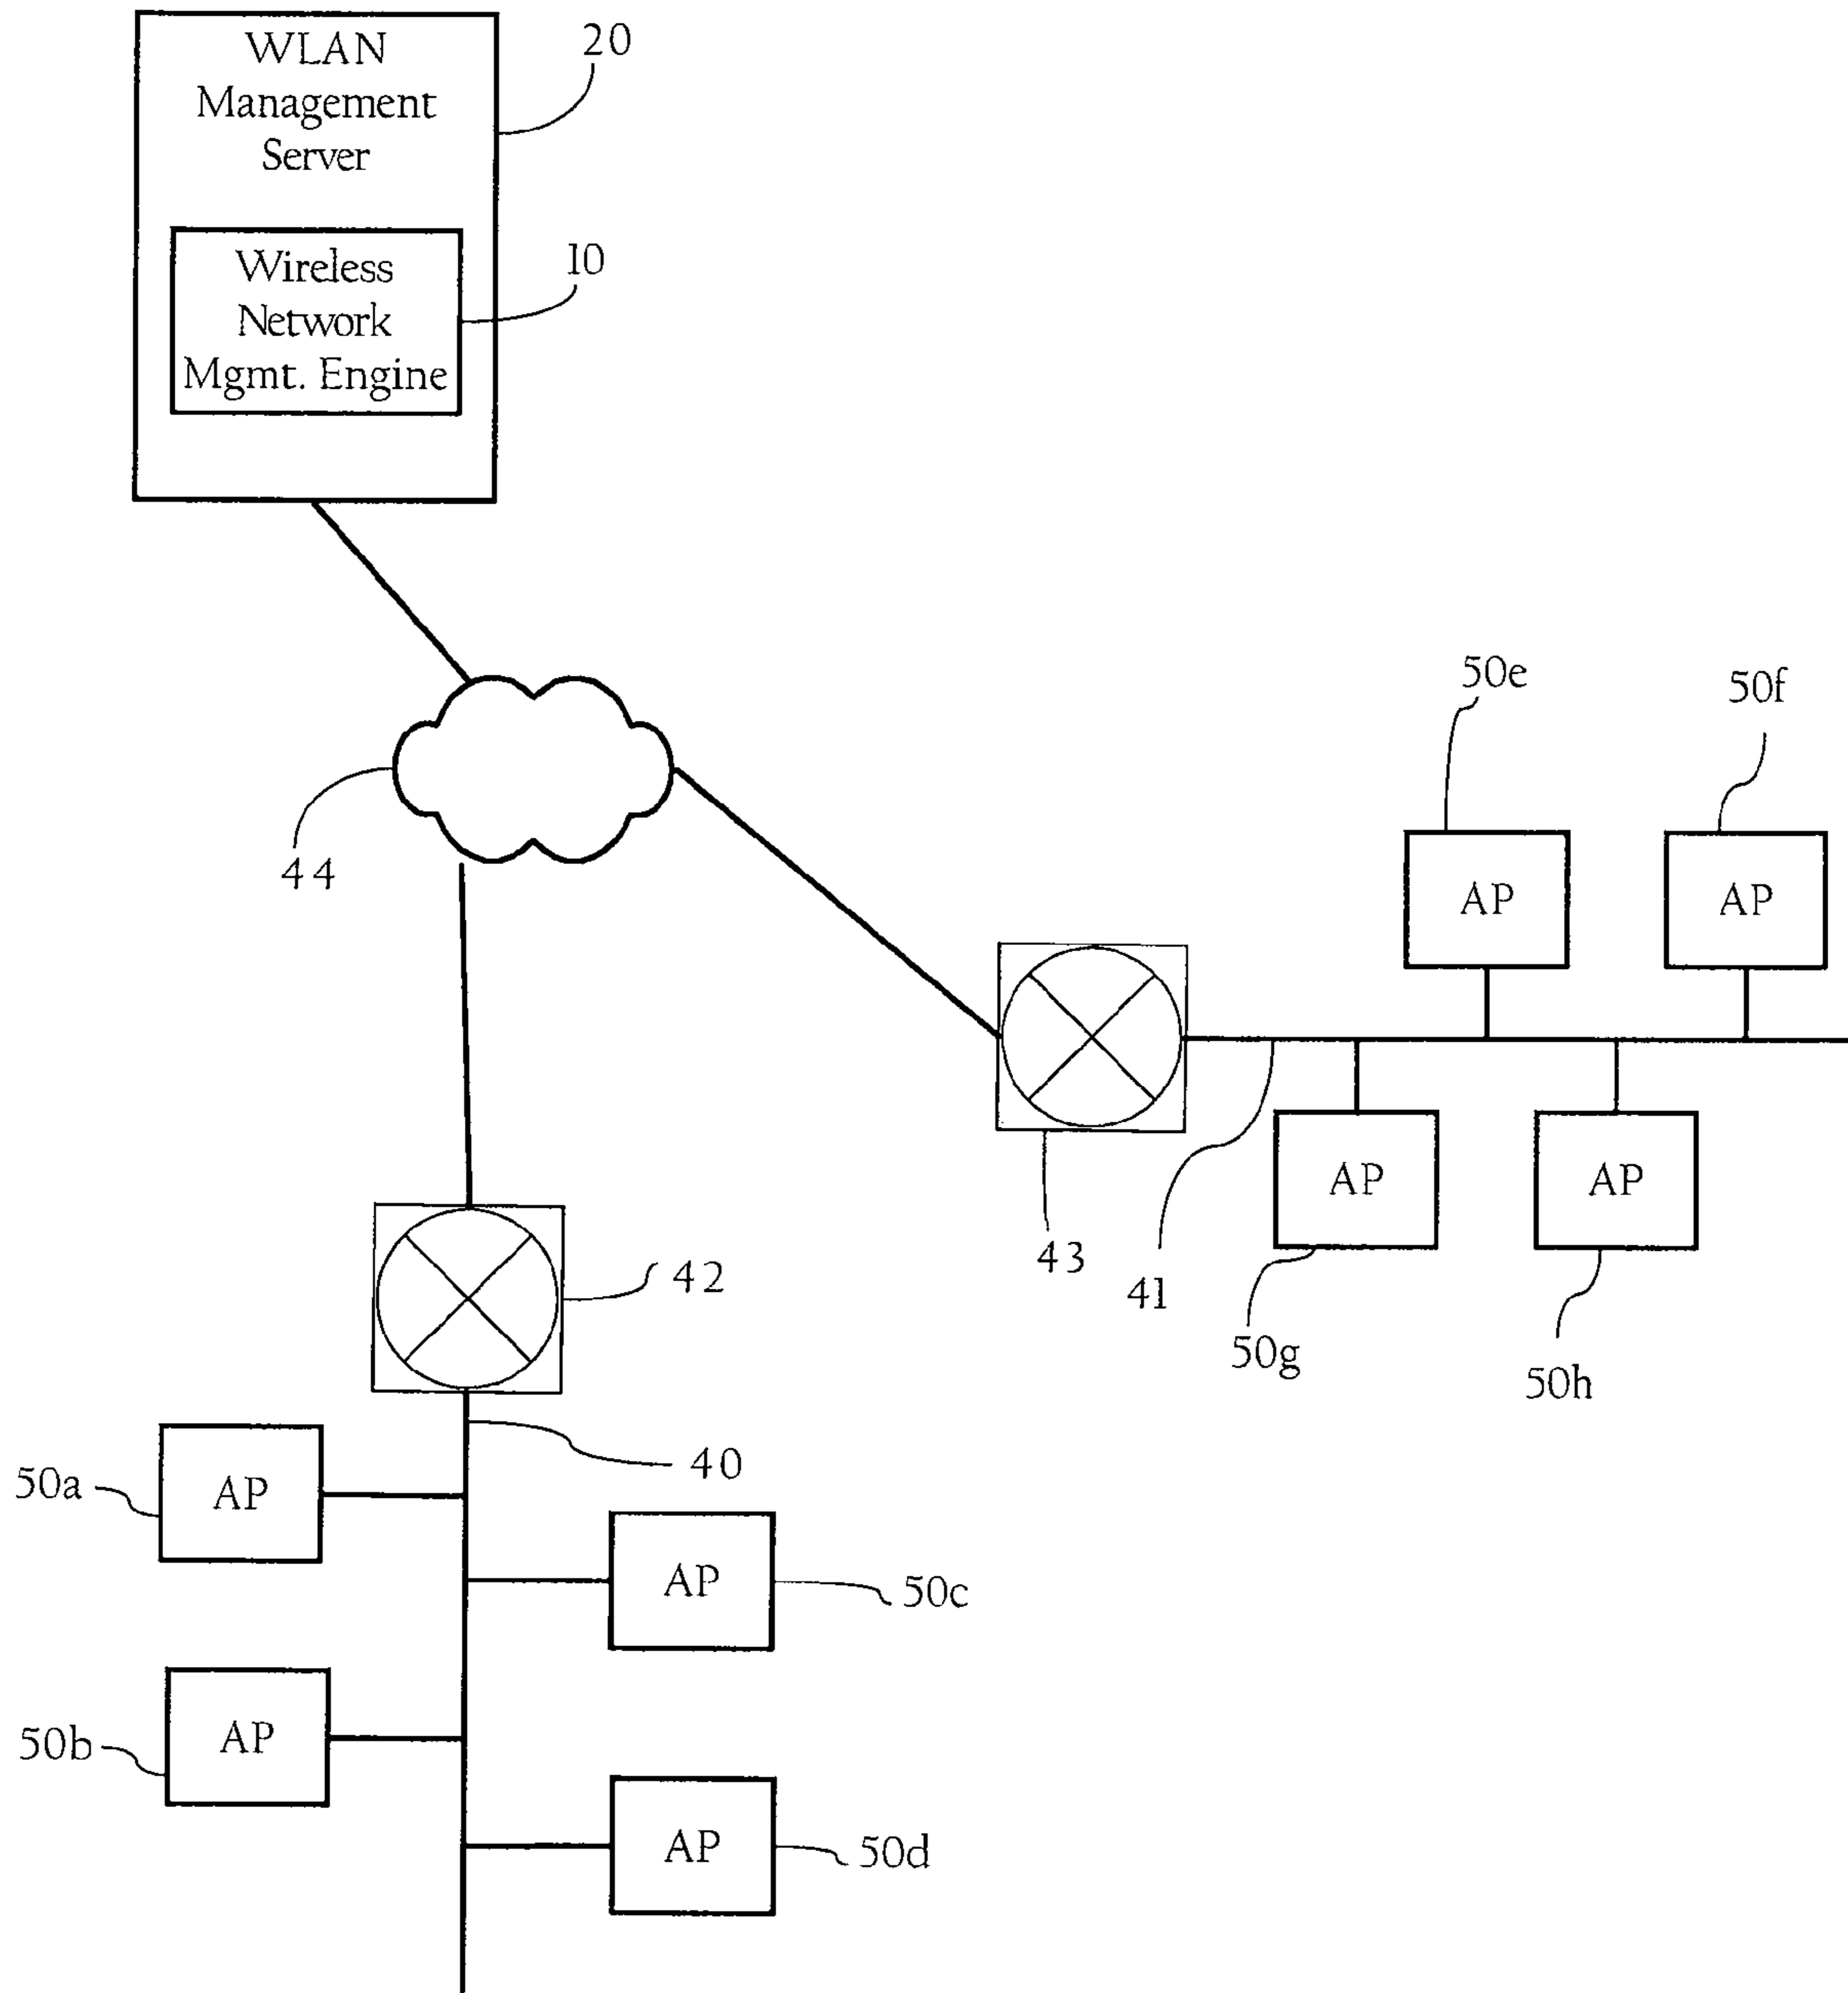 WLAN
Management
Server
20
Wireless
Network
Mgmt. Engine
10
44
50e
50f
AP
AP
43
41
AP
AP
50g
50h
42
40
50a
AP
AP
50c
50b
AP
AP
50d